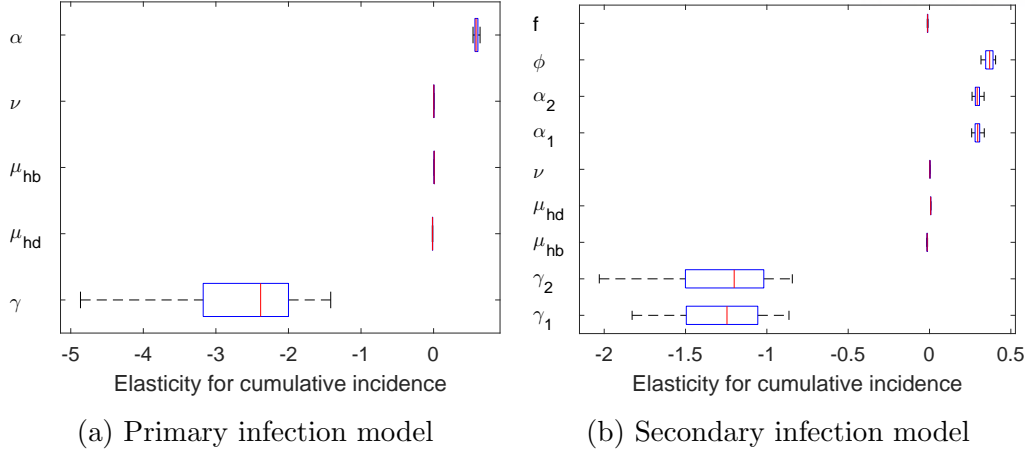 α
ν
μhb
μhd
γ
-5 -4 -3 -2 -1 0
Elasticity for cumulative incidence
(a) Primary infection model
f
ϕ
α2
α1
ν
μhd
μhb
γ2
γ1
-2 -1.5 -1 -0.5 0 0.5
Elasticity for cumulative incidence
(b) Secondary infection model